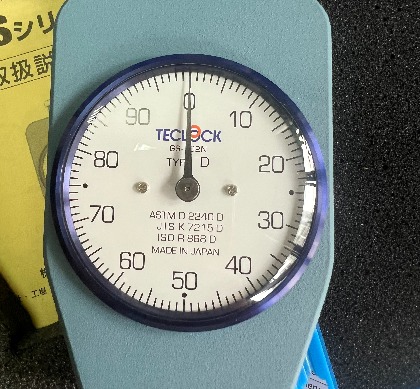 Sシリ
取扱説
0
10
20
30
40
50
60
70
80
90
TECLOCK
TYPE D
ASTM D 2240 D
JIS K 7215 D
ISO R 868 D
MADE IN JAPAN